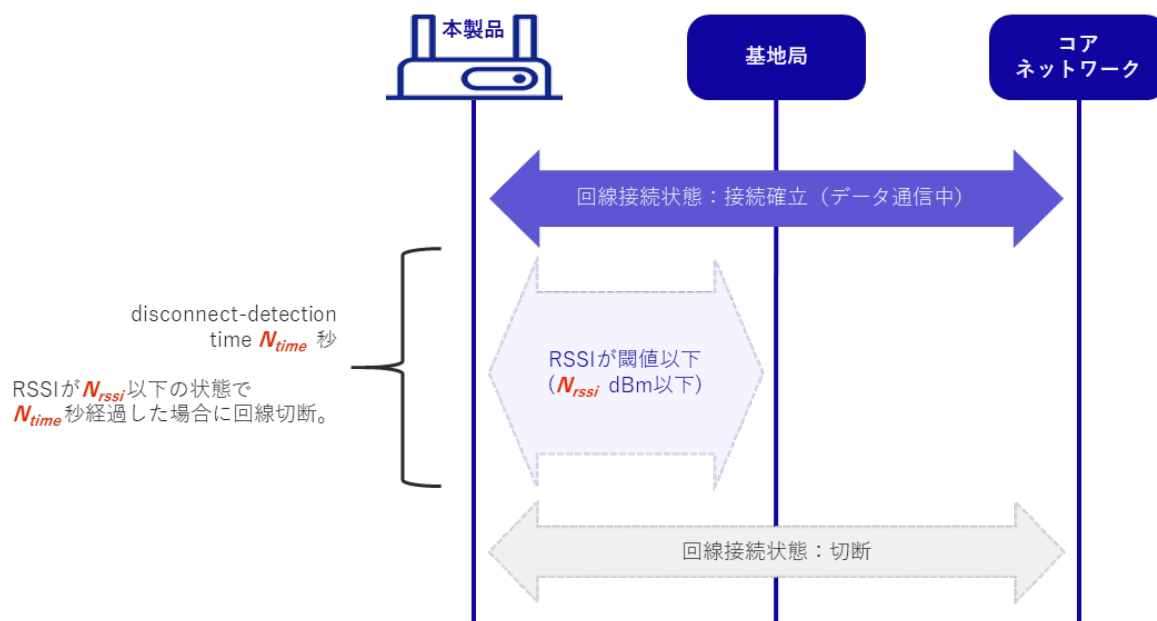 本製品
基地局
コア
ネットワーク
回線接続状態：接続確立（データ通信中）
disconnect-detection
time Ntime 秒
RSSIがNrssi以下の状態で
Ntime秒経過した場合に回線切断。
RSSIが閾値以下
（Nrssi dBm以下）
回線接続状態：切断